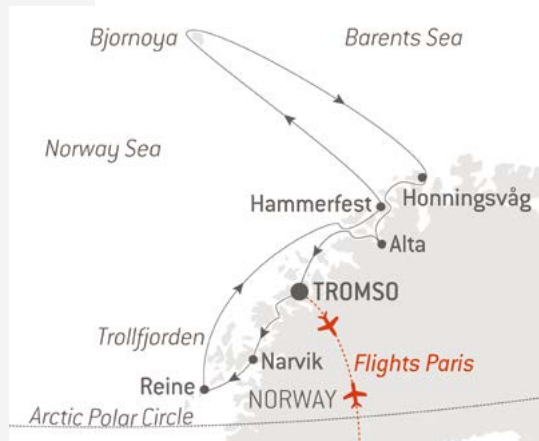 Bjornoya
Barents Sea
Norway Sea
Hammerfest
Honningsvåg
Alta
TROMSO
Trollfjorden
Narvik
Flights Paris
Reine
NORWAY
Arctic Polar Circle